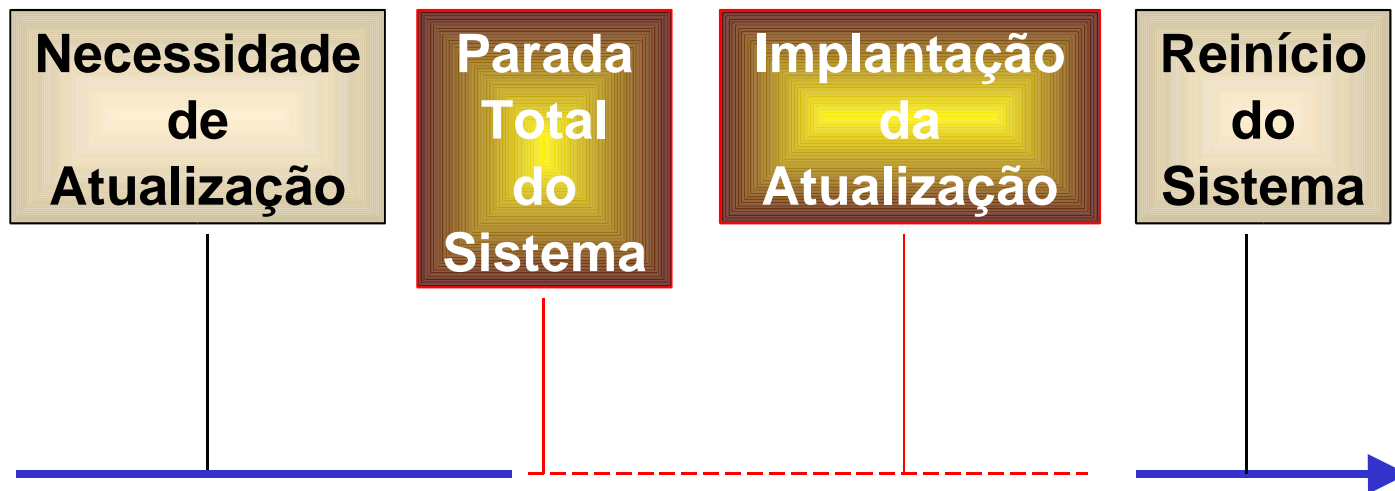 Necessidade
de
Atualização
Parada
Total
do
Sistema
Implantação
da
Atualização
Reinício
do
Sistema